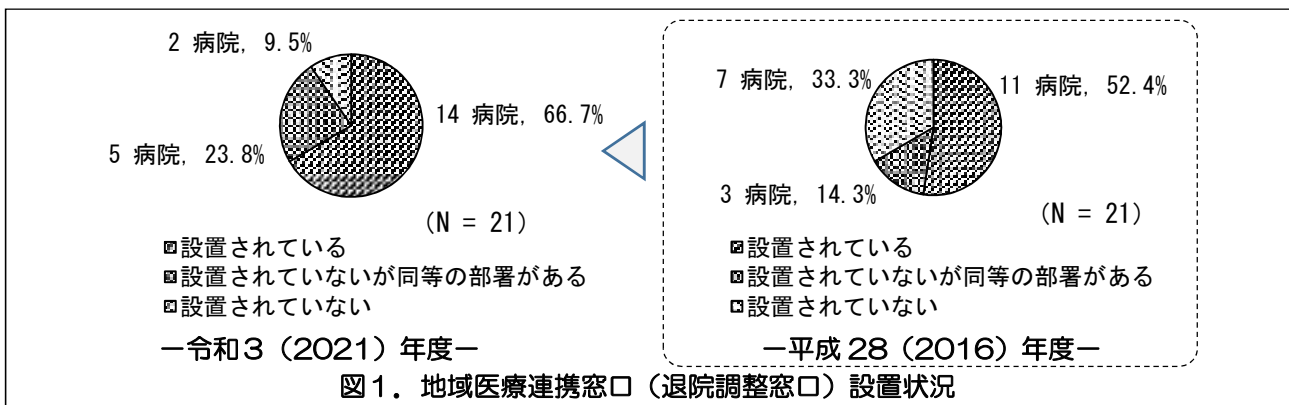 2 病院, 9.5%
14 病院, 66.7%
5 病院, 23.8%
(N = 21)
設置されている
設置されていないが同等の部署がある
設置されていない
－令和3（2021）年度－
7 病院, 33.3%
11 病院, 52.4%
3 病院, 14.3%
(N = 21)
設置されている
設置されていないが同等の部署がある
設置されていない
－平成28（2016）年度－
図1．地域医療連携窓口（退院調整窓口）設置状況